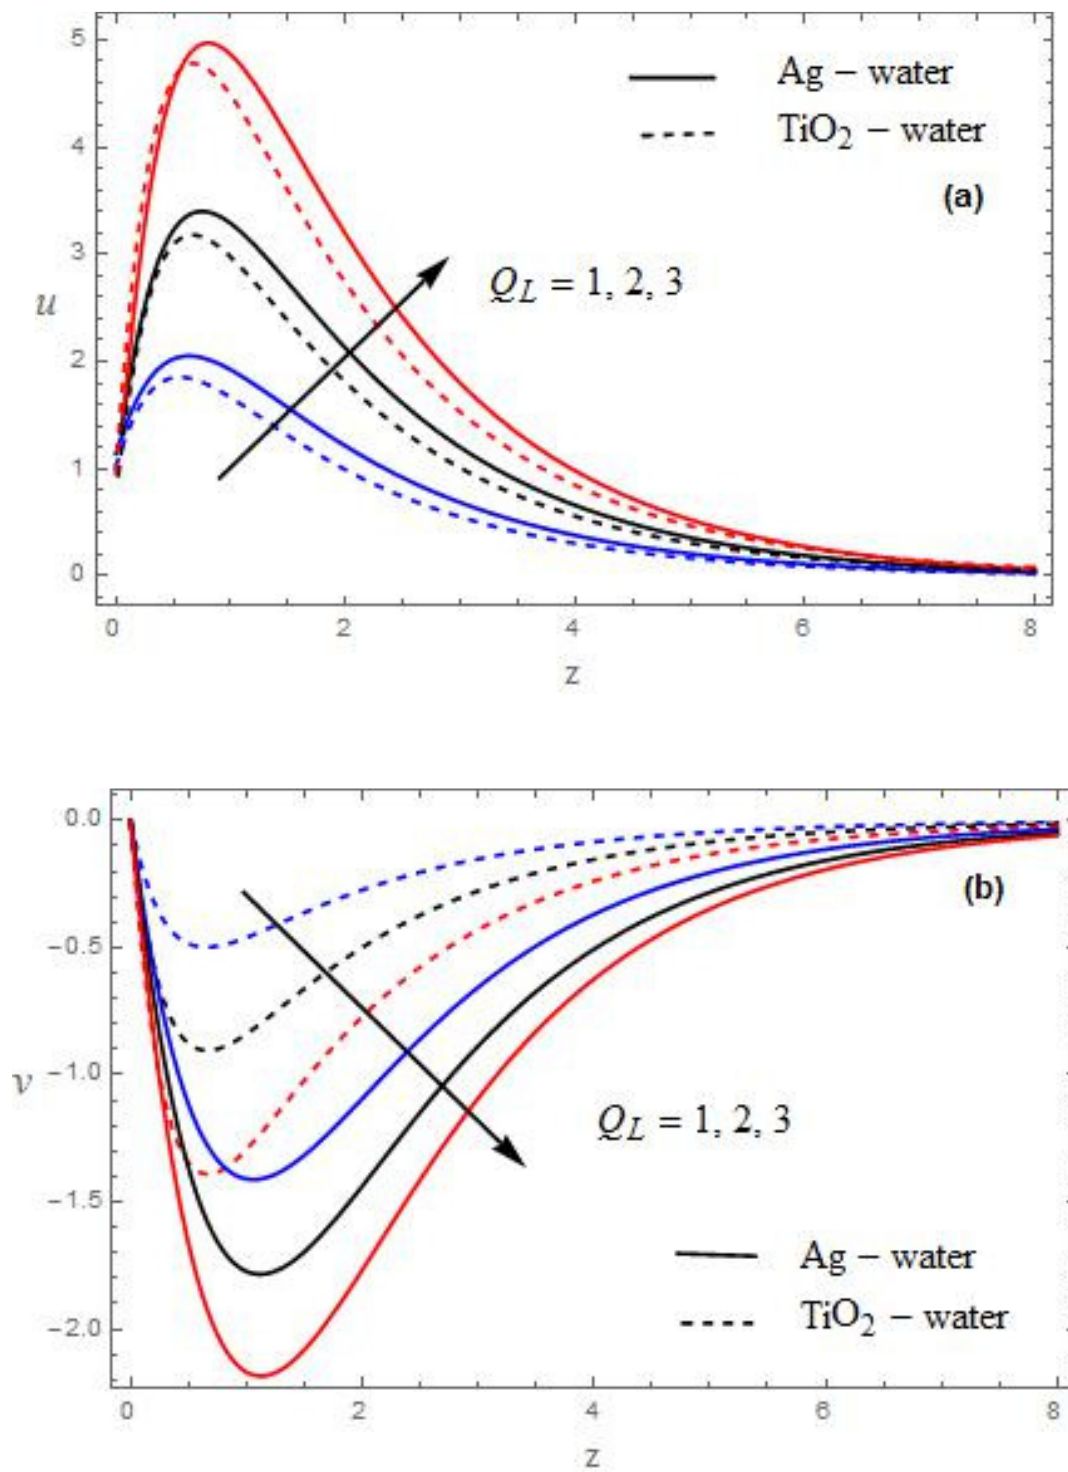 5
Ag − water
TiO₂ − water
4
(a)
3
Q_L = 1, 2, 3
u
2
1
0
0 2 4 6 8
z
0.0
(b)
−0.5
−1.0
v
Q_L = 1, 2, 3
−1.5
Ag − water
TiO₂ − water
−2.0
0 2 4 6 8
z